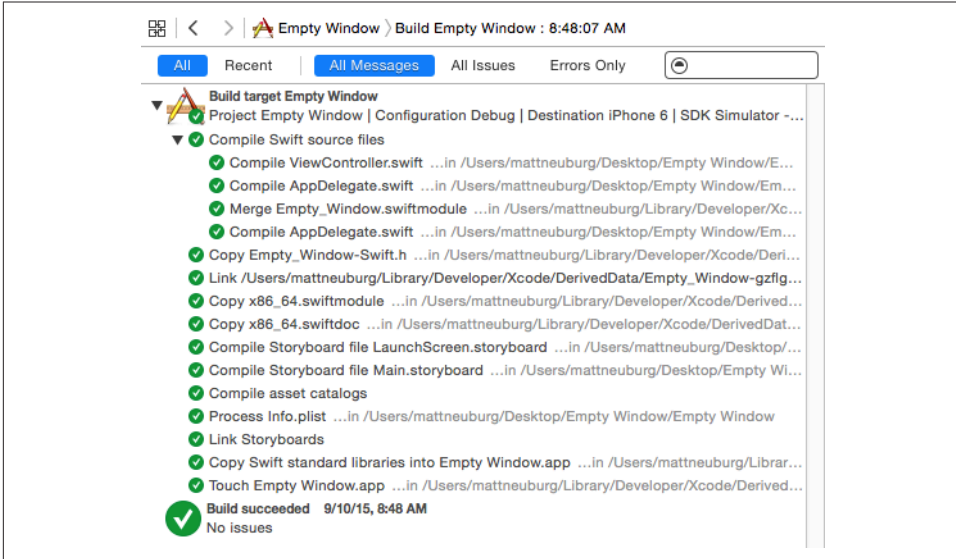 Empty Window 〉Build Empty Window : 8:48:07 AM
All Recent All Messages All Issues Errors Only
Build target Empty Window
Project Empty Window | Configuration Debug | Destination iPhone 6 | SDK Simulator -...
Compile Swift source files
Compile ViewController.swift ...in /Users/mattneuburg/Desktop/Empty Window/E...
Compile AppDelegate.swift ...in /Users/mattneuburg/Desktop/Empty Window/Em...
Merge Empty_Window.swiftmodule ...in /Users/mattneuburg/Library/Developer/Xc...
Compile AppDelegate.swift ...in /Users/mattneuburg/Desktop/Empty Window/Em...
Copy Empty_Window-Swift.h ...in /Users/mattneuburg/Library/Developer/Xcode/Deri...
Link /Users/mattneuburg/Library/Developer/Xcode/DerivedData/Empty_Window-gzflg...
Copy x86_64.swiftmodule ...in /Users/mattneuburg/Library/Developer/Xcode/Derived...
Copy x86_64.swiftdoc ...in /Users/mattneuburg/Library/Developer/Xcode/DerivedDat...
Compile Storyboard file LaunchScreen.storyboard ...in /Users/mattneuburg/Desktop/...
Compile Storyboard file Main.storyboard ...in /Users/mattneuburg/Desktop/Empty Wi...
Compile asset catalogs
Process Info.plist ...in /Users/mattneuburg/Desktop/Empty Window/Empty Window
Link Storyboards
Copy Swift standard libraries into Empty Window.app ...in /Users/mattneuburg/Librar...
Touch Empty Window.app ...in /Users/mattneuburg/Library/Developer/Xcode/Derived...
Build succeeded 9/10/15, 8:48 AM
No issues